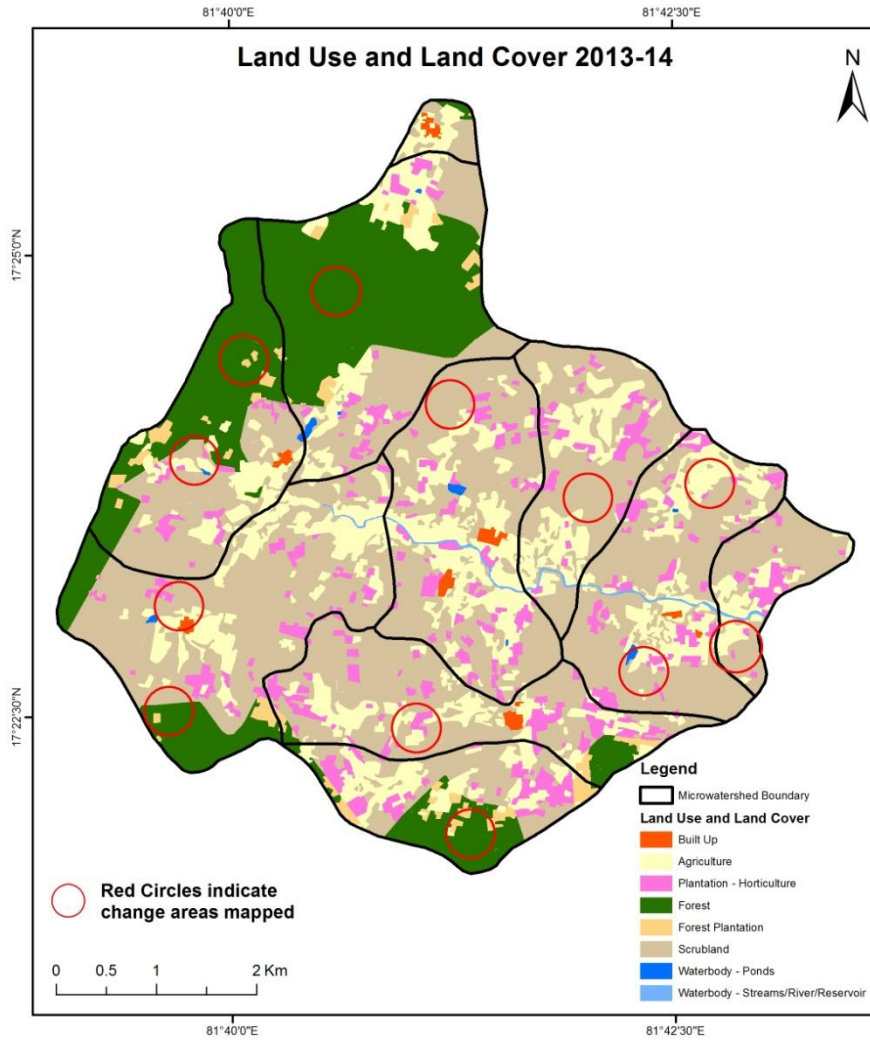 81°40'0"E
81°42'30"E
Land Use and Land Cover 2013-14
N
17°25'0"N
17°22'30"N
Legend
Microwatershed Boundary
Land Use and Land Cover
Built Up
Agriculture
Plantation - Horticulture
Forest
Forest Plantation
Scrubland
Waterbody - Ponds
Waterbody - Streams/River/Reservoir
Red Circles indicate
change areas mapped
0 0.5 1 2 Km
81°40'0"E
81°42'30"E